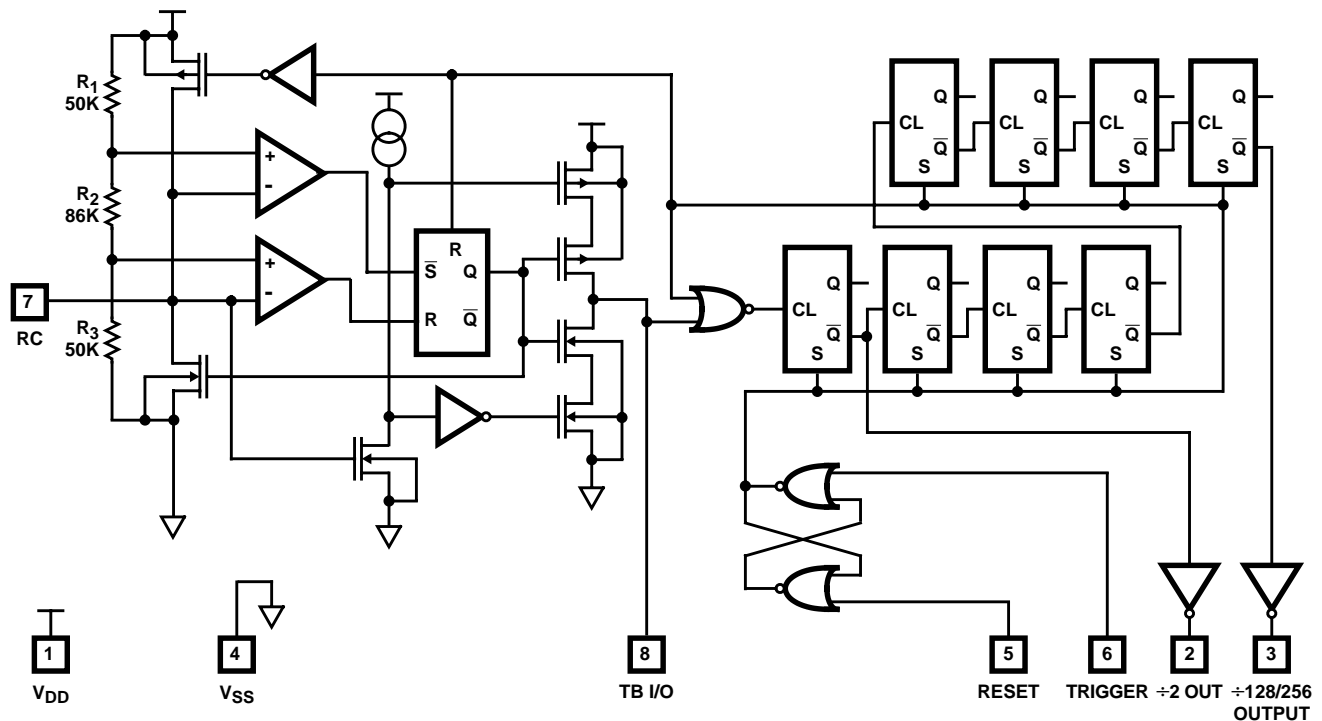 R1
50K
R2
86K
R3
50K
+
-
+
-
7
RC
R
S̅ Q
R Q̅
Q
CL
Q̅
S
Q
CL
Q̅
S
Q
CL
Q̅
S
Q
CL
Q̅
S
Q
CL
Q̅
S
Q
CL
Q̅
S
Q
CL
Q̅
S
Q
CL
Q̅
S
1
VDD
4
VSS
8
TB I/O
5
RESET
6
TRIGGER
2
÷2 OUT
3
÷128/256
OUTPUT